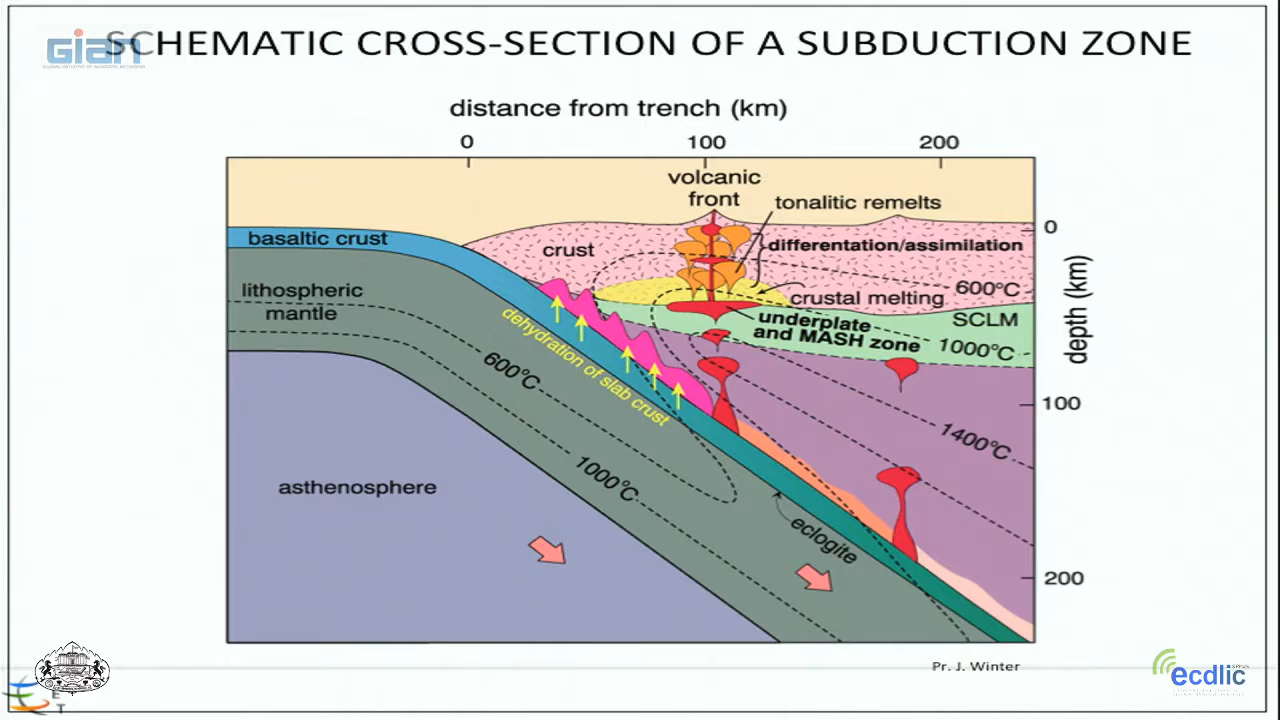 SCHEMATIC CROSS-SECTION OF A SUBDUCTION ZONE
GIAN
distance from trench (km)
0 100 200
volcanic
front
tonalitic remelts
0
basaltic crust
crust
differentation/assimilation
600°C
lithospheric
mantle
crustal melting
SCLM
underplate
and MASH zone
1000°C
depth (km)
dehydration of slab crust
600°C
100
1400°C
1000°C
asthenosphere
eclogite
200
Pr. J. Winter
ecdlic
E
T